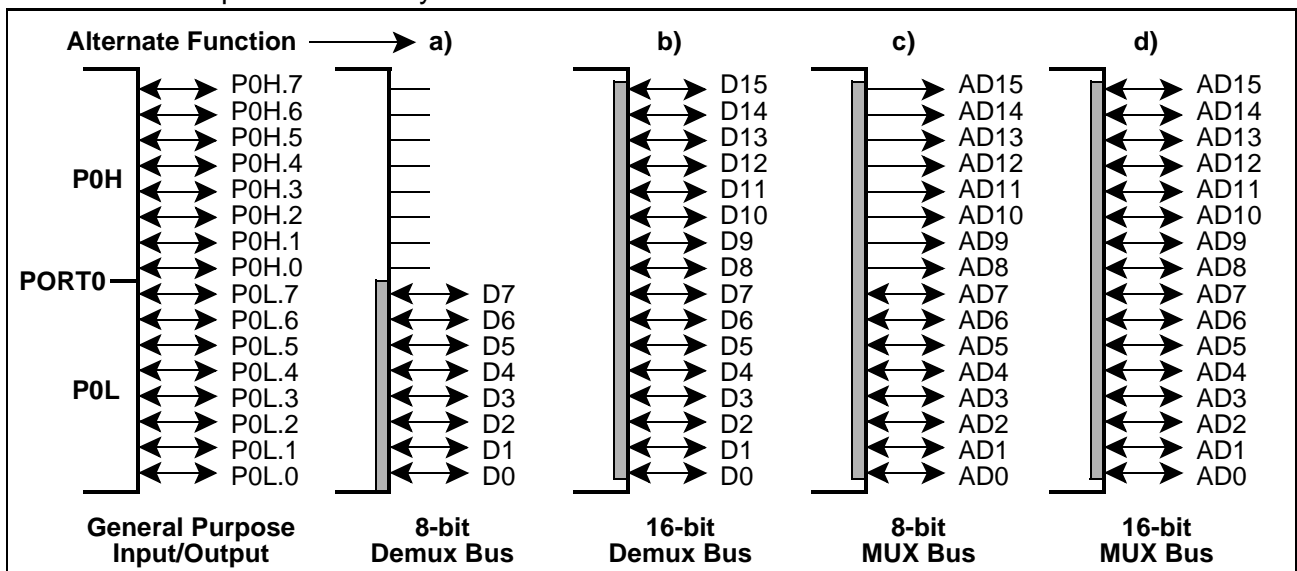 Alternate Function a) b) c) d)
P0H.7 D15 AD15 AD15
P0H.6 D14 AD14 AD14
P0H.5 D13 AD13 AD13
P0H.4 D12 AD12 AD12
P0H
P0H.3 D11 AD11 AD11
P0H.2 D10 AD10 AD10
P0H.1 D9 AD9 AD9
P0H.0 D8 AD8 AD8
PORT0
P0L.7 D7 D7 AD7 AD7
P0L.6 D6 D6 AD6 AD6
P0L.5 D5 D5 AD5 AD5
P0L.4 D4 D4 AD4 AD4
P0L
P0L.3 D3 D3 AD3 AD3
P0L.2 D2 D2 AD2 AD2
P0L.1 D1 D1 AD1 AD1
P0L.0 D0 D0 AD0 AD0
General Purpose 8-bit 16-bit 8-bit 16-bit
Input/Output Demux Bus Demux Bus MUX Bus MUX Bus